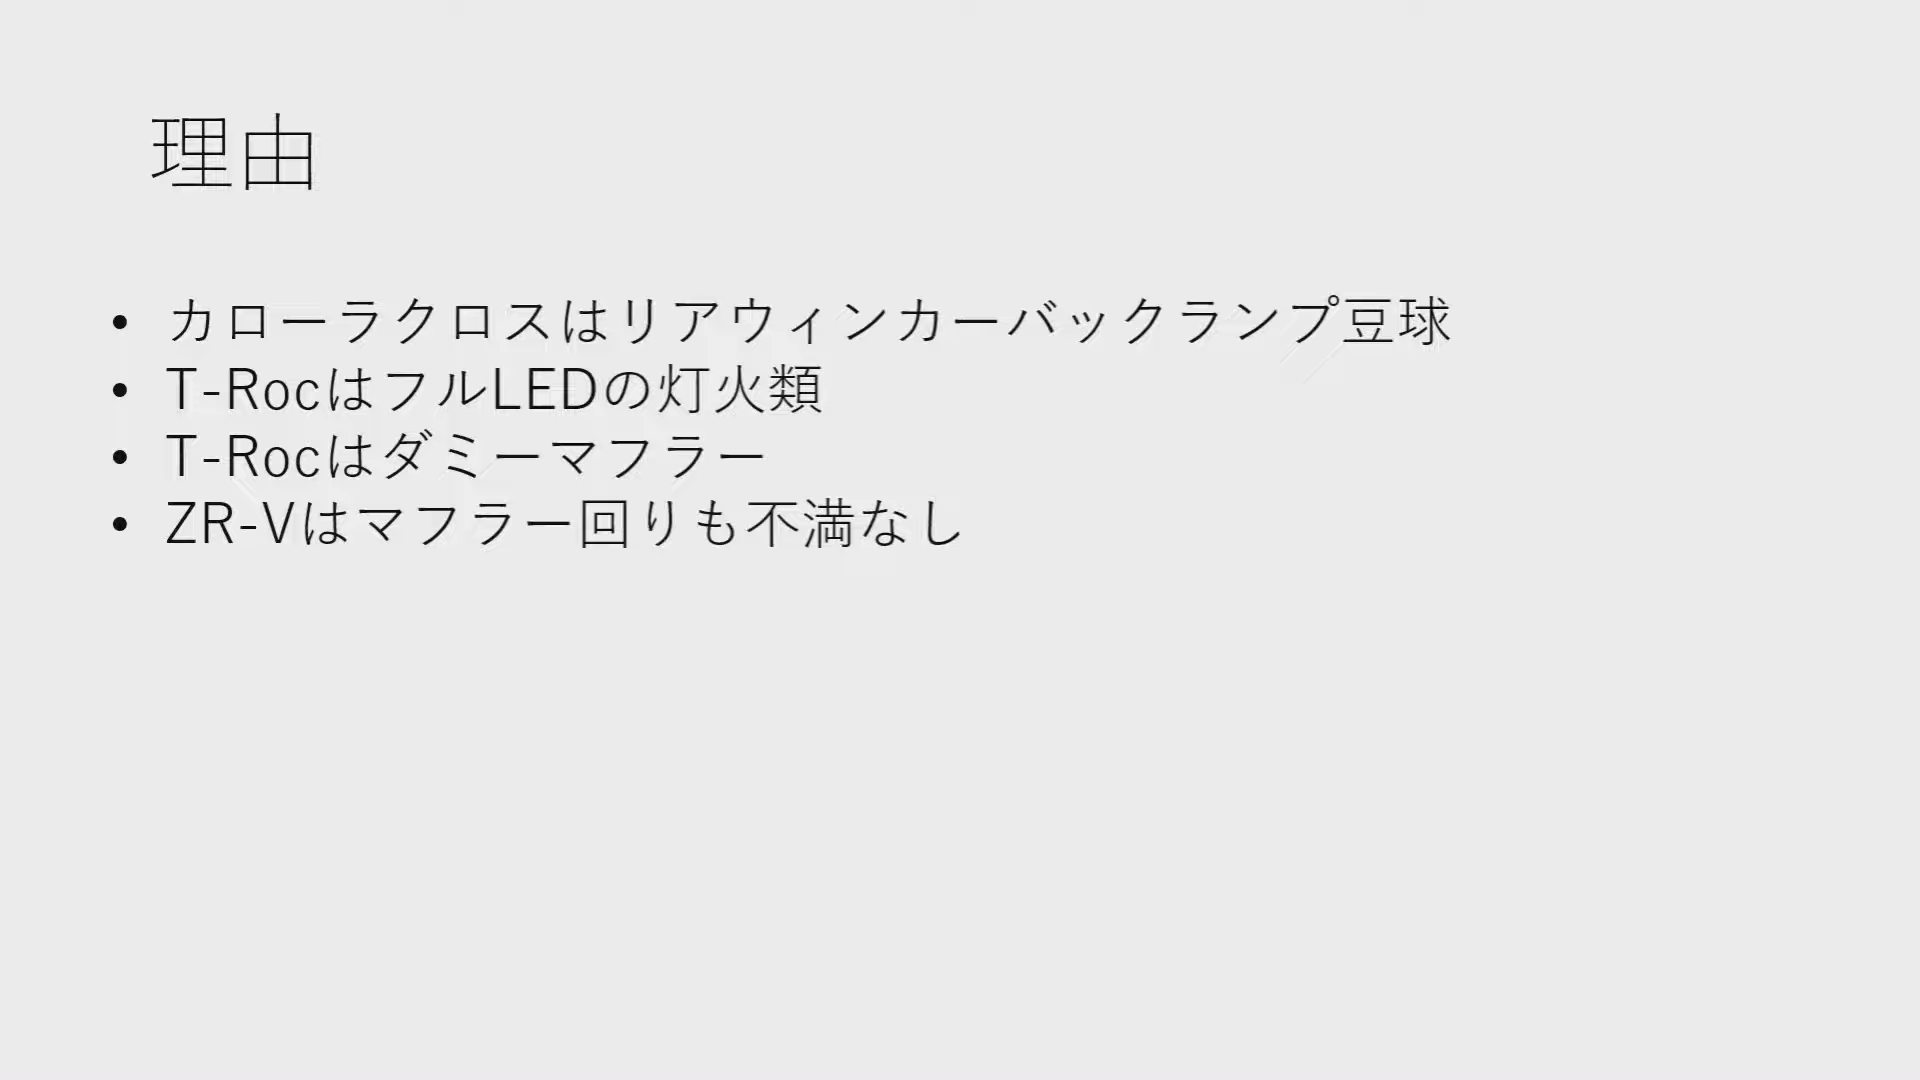 理由
• カローラクロスはリアウィンカーバックランプ豆球
• T-RocはフルLEDの灯火類
• T-Rocはダミーマフラー
• ZR-Vはマフラー回りも不満なし